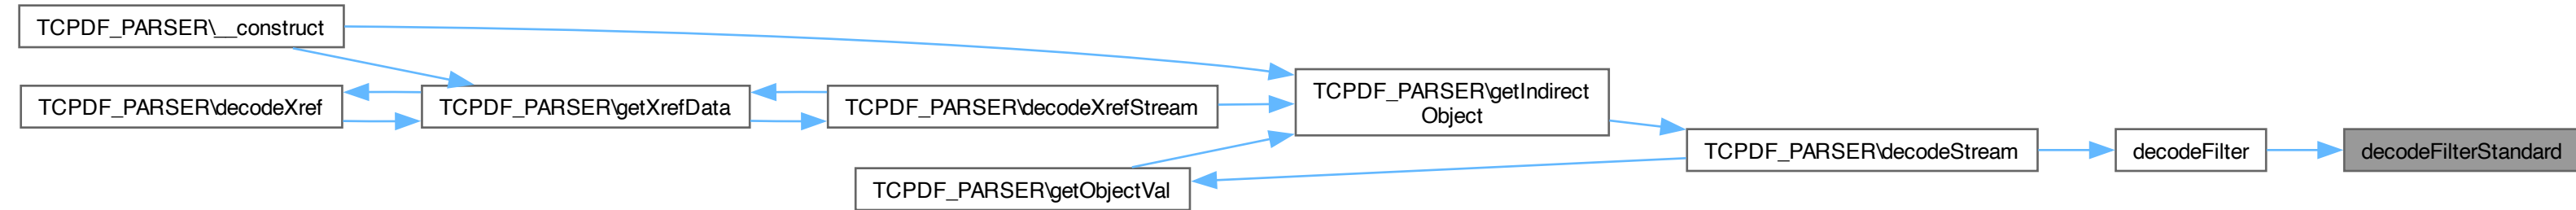 TCPDF_PARSER\__construct
TCPDF_PARSER\decodeXref
TCPDF_PARSER\getXrefData
TCPDF_PARSER\decodeXrefStream
TCPDF_PARSER\getIndirect
Object
TCPDF_PARSER\getObjectVal
TCPDF_PARSER\decodeStream
decodeFilter
decodeFilterStandard